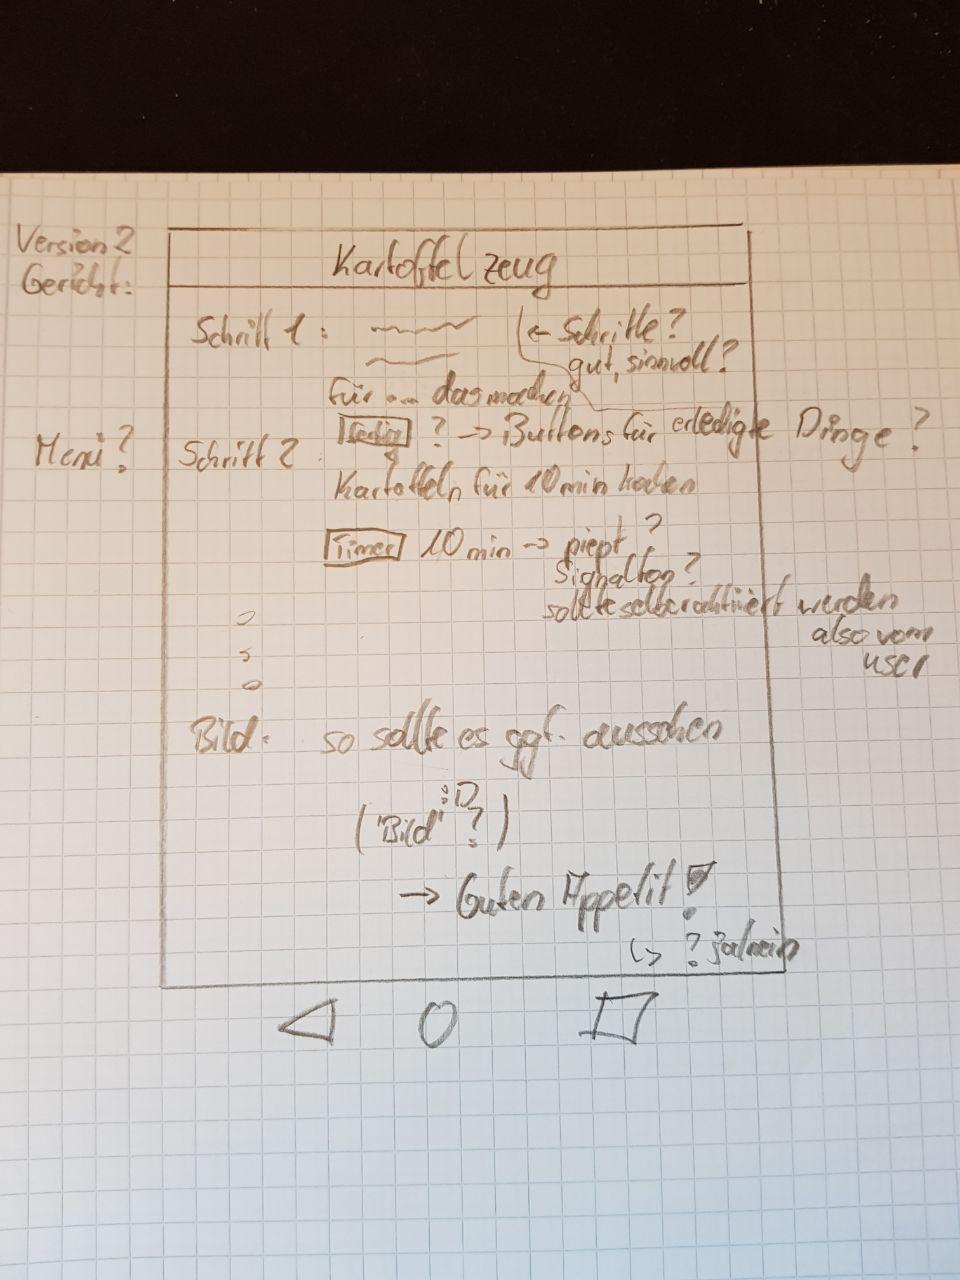 Version 2
Gericht:
Kartoffelzeug
Schritt 1:
← Schritte?
gut, sinnvoll?
für ... das machen
Fertig ? → Buttons für erledigte Dinge?
Menü?
Schritt 2
Kartoffeln für 10 min kochen
Timer 10 min → piept?
Signalton?
sollte selber aktiviert werden
also vom
user
Bild: so sollte es ggf. aussehen
:D
("Bild"?)
→ Guten Appetit!
↳ ? ja/nein